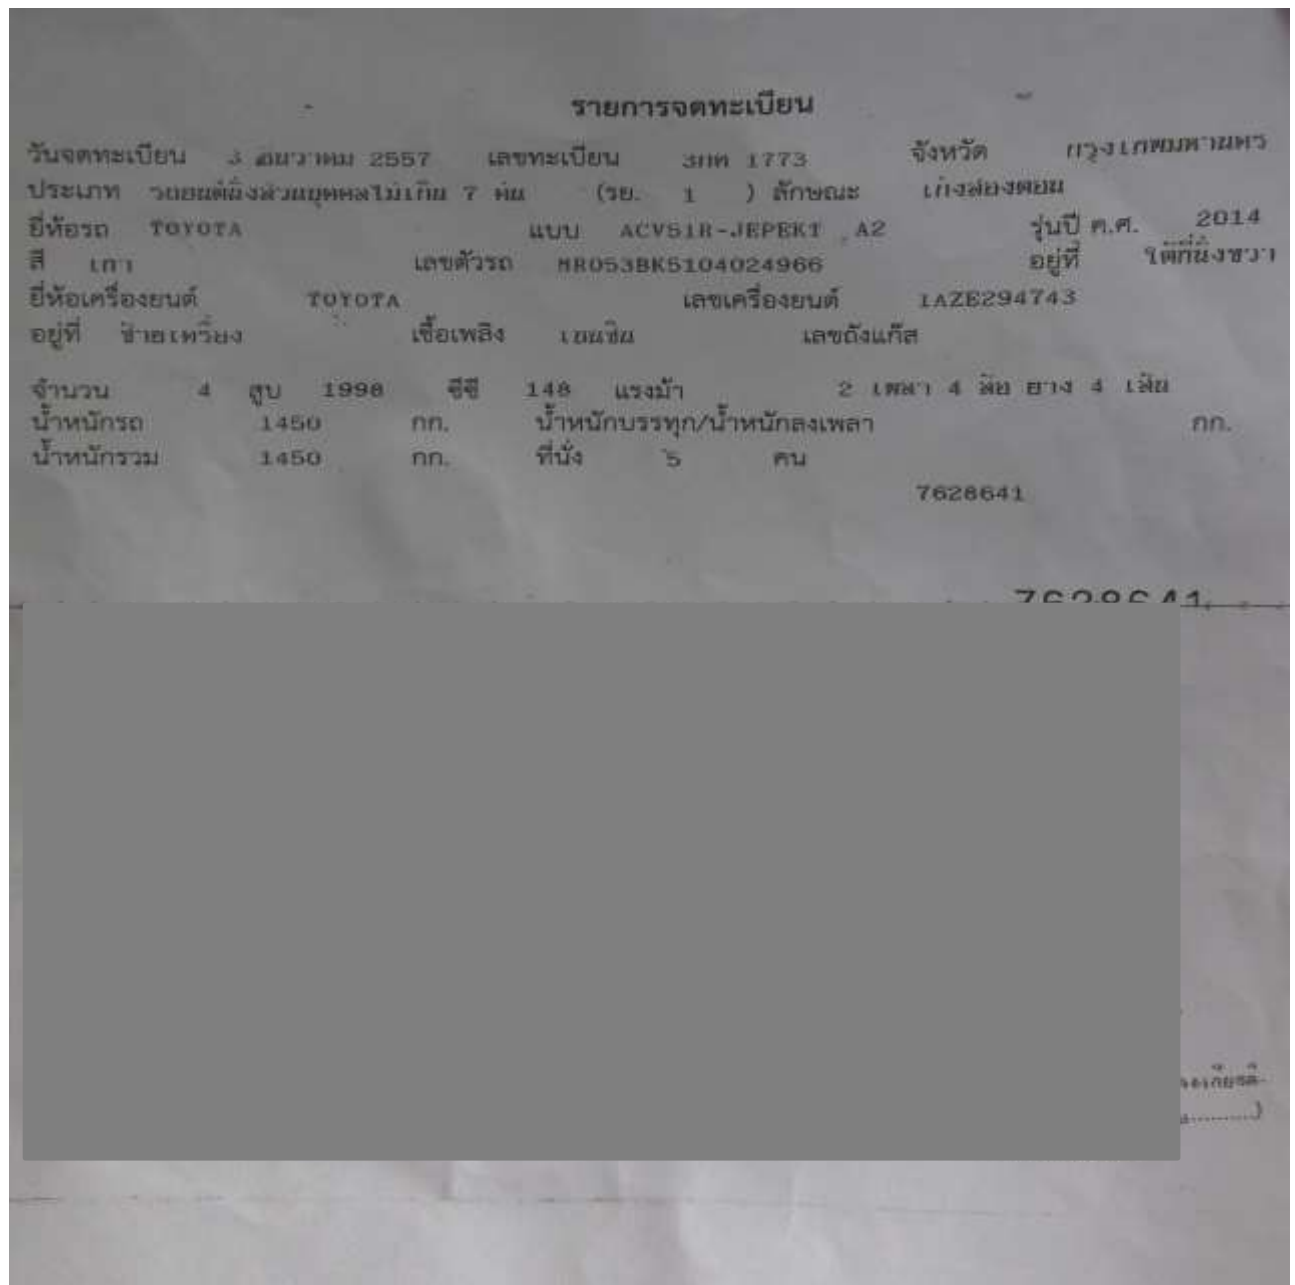 รายการจดทะเบียน
วันจดทะเบียน 3 ธันวาคม 2557 เลขทะเบียน 3กศ 1773 จังหวัด กรุงเทพมหานคร
ประเภท รถยนต์นั่งส่วนบุคคลไม่เกิน 7 คน (รย. 1 ) ลักษณะ เก๋งสองตอน
ยี่ห้อรถ TOYOTA แบบ ACV51R-JEPEKT A2 รุ่นปี ค.ศ. 2014
สี เทา เลขตัวรถ MR053BK5104024966 อยู่ที่ ใต้ที่นั่งขวา
ยี่ห้อเครื่องยนต์ TOYOTA เลขเครื่องยนต์ 1AZE294743
อยู่ที่ ซ้ายเครื่อง เชื้อเพลิง เบนซิน เลขถังแก๊ส
จำนวน 4 สูบ 1998 ซีซี 148 แรงม้า 2 เพลา 4 ล้อ ยาง 4 เส้น
น้ำหนักรถ 1450 กก. น้ำหนักบรรทุก/น้ำหนักลงเพลา กก.
น้ำหนักรวม 1450 กก. ที่นั่ง 5 คน
7628641
7628641